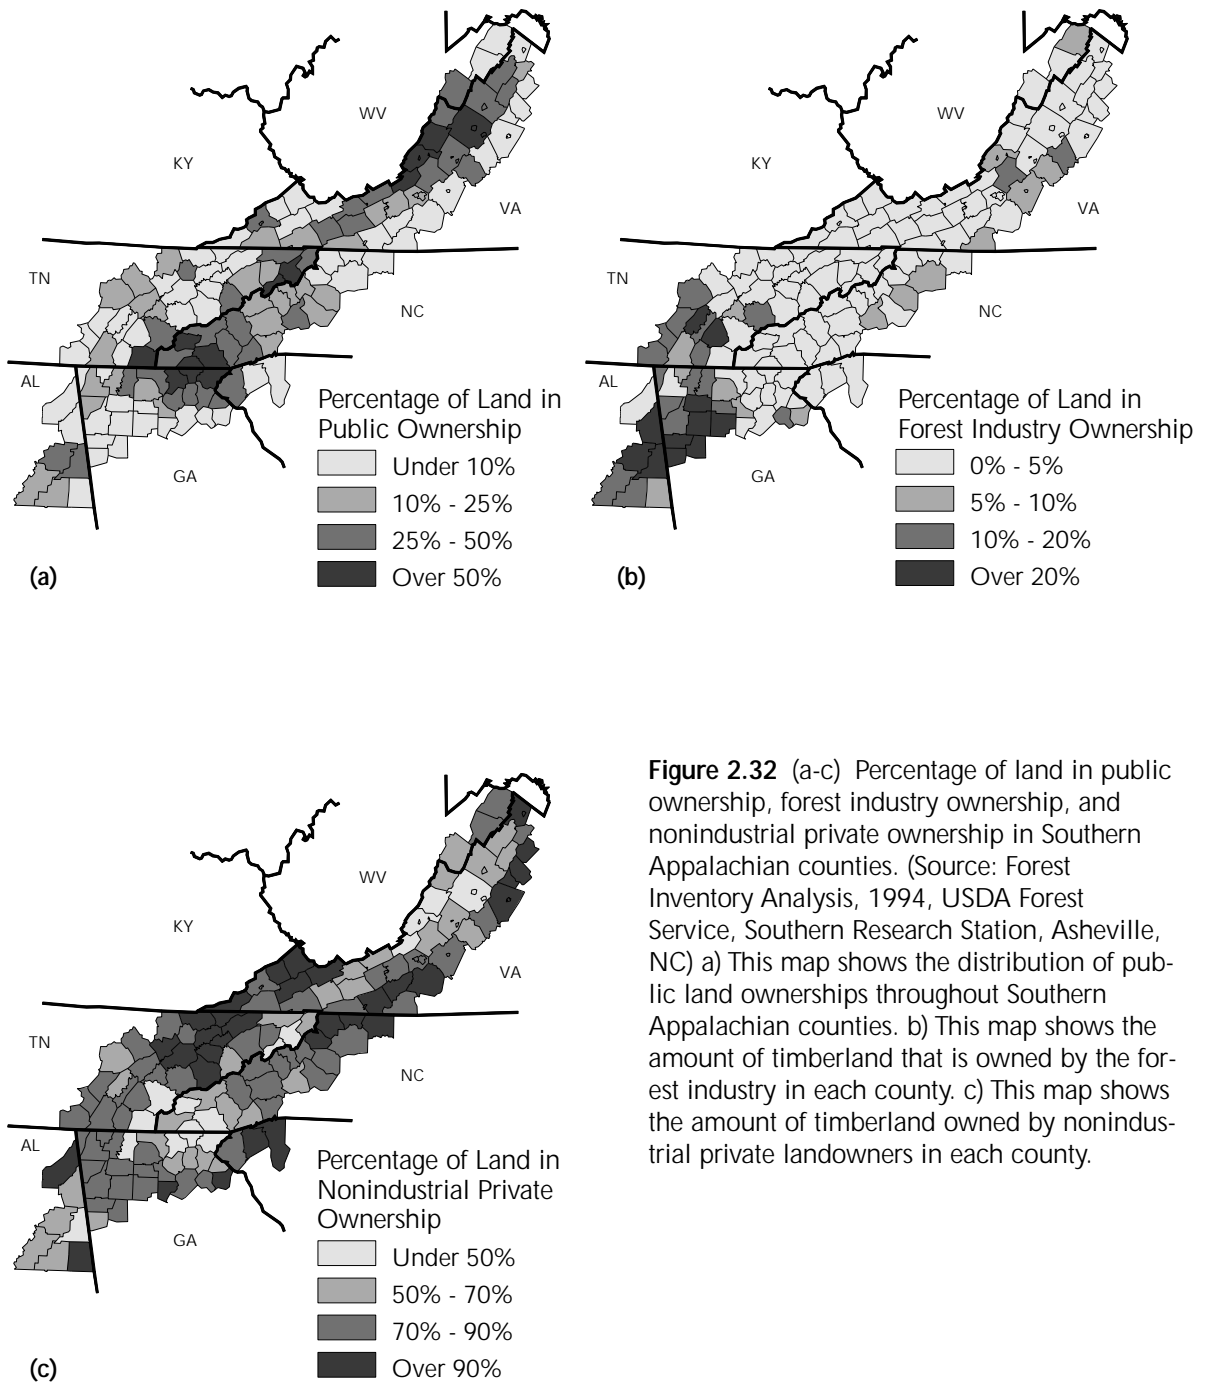 WV
KY
VA
TN
NC
AL
GA
Percentage of Land in
Public Ownership
Under 10%
10% - 25%
25% - 50%
Over 50%
(a)
WV
KY
VA
TN
NC
AL
GA
Percentage of Land in
Forest Industry Ownership
0% - 5%
5% - 10%
10% - 20%
Over 20%
(b)
WV
KY
VA
TN
NC
AL
GA
Percentage of Land in
Nonindustrial Private
Ownership
Under 50%
50% - 70%
70% - 90%
Over 90%
(c)
Figure 2.32 (a-c) Percentage of land in public
ownership, forest industry ownership, and
nonindustrial private ownership in Southern
Appalachian counties. (Source: Forest
Inventory Analysis, 1994, USDA Forest
Service, Southern Research Station, Asheville,
NC) a) This map shows the distribution of pub-
lic land ownerships throughout Southern
Appalachian counties. b) This map shows the
amount of timberland that is owned by the for-
est industry in each county. c) This map shows
the amount of timberland owned by nonindus-
trial private landowners in each county.